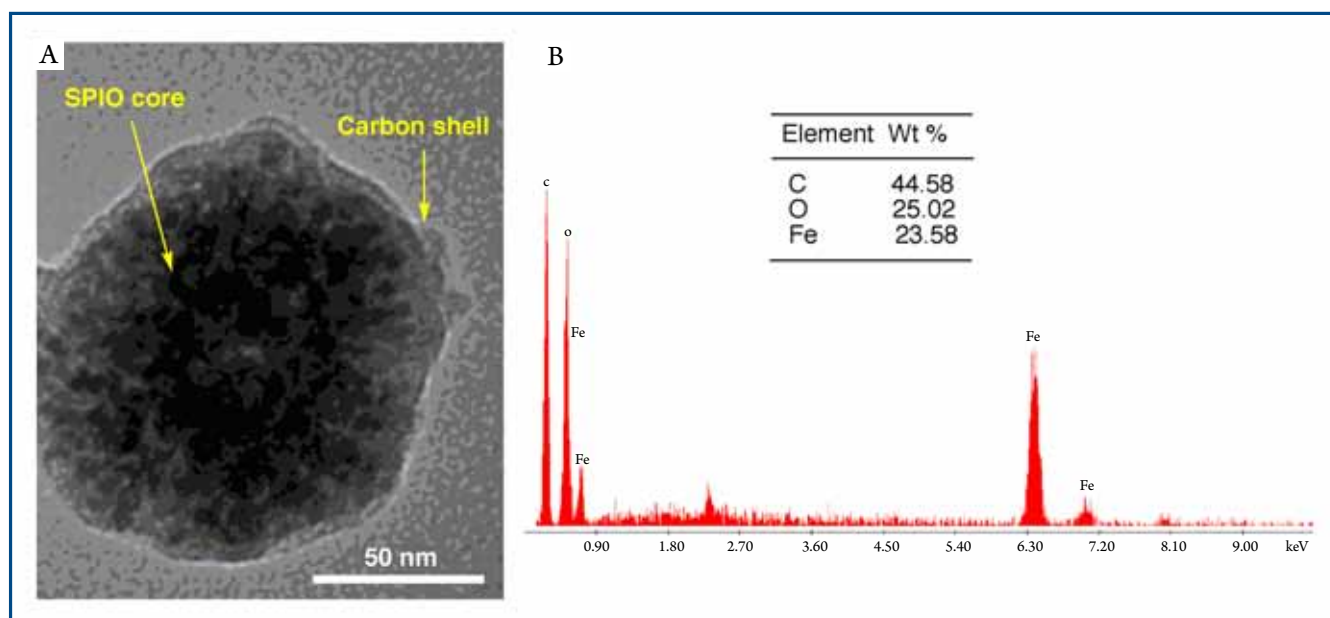 A
SPIO core
Carbon shell
50 nm
B
Element Wt %
C 44.58
O 25.02
Fe 23.58
c
o
Fe
Fe
Fe
Fe
0.90 1.80 2.70 3.60 4.50 5.40 6.30 7.20 8.10 9.00 keV